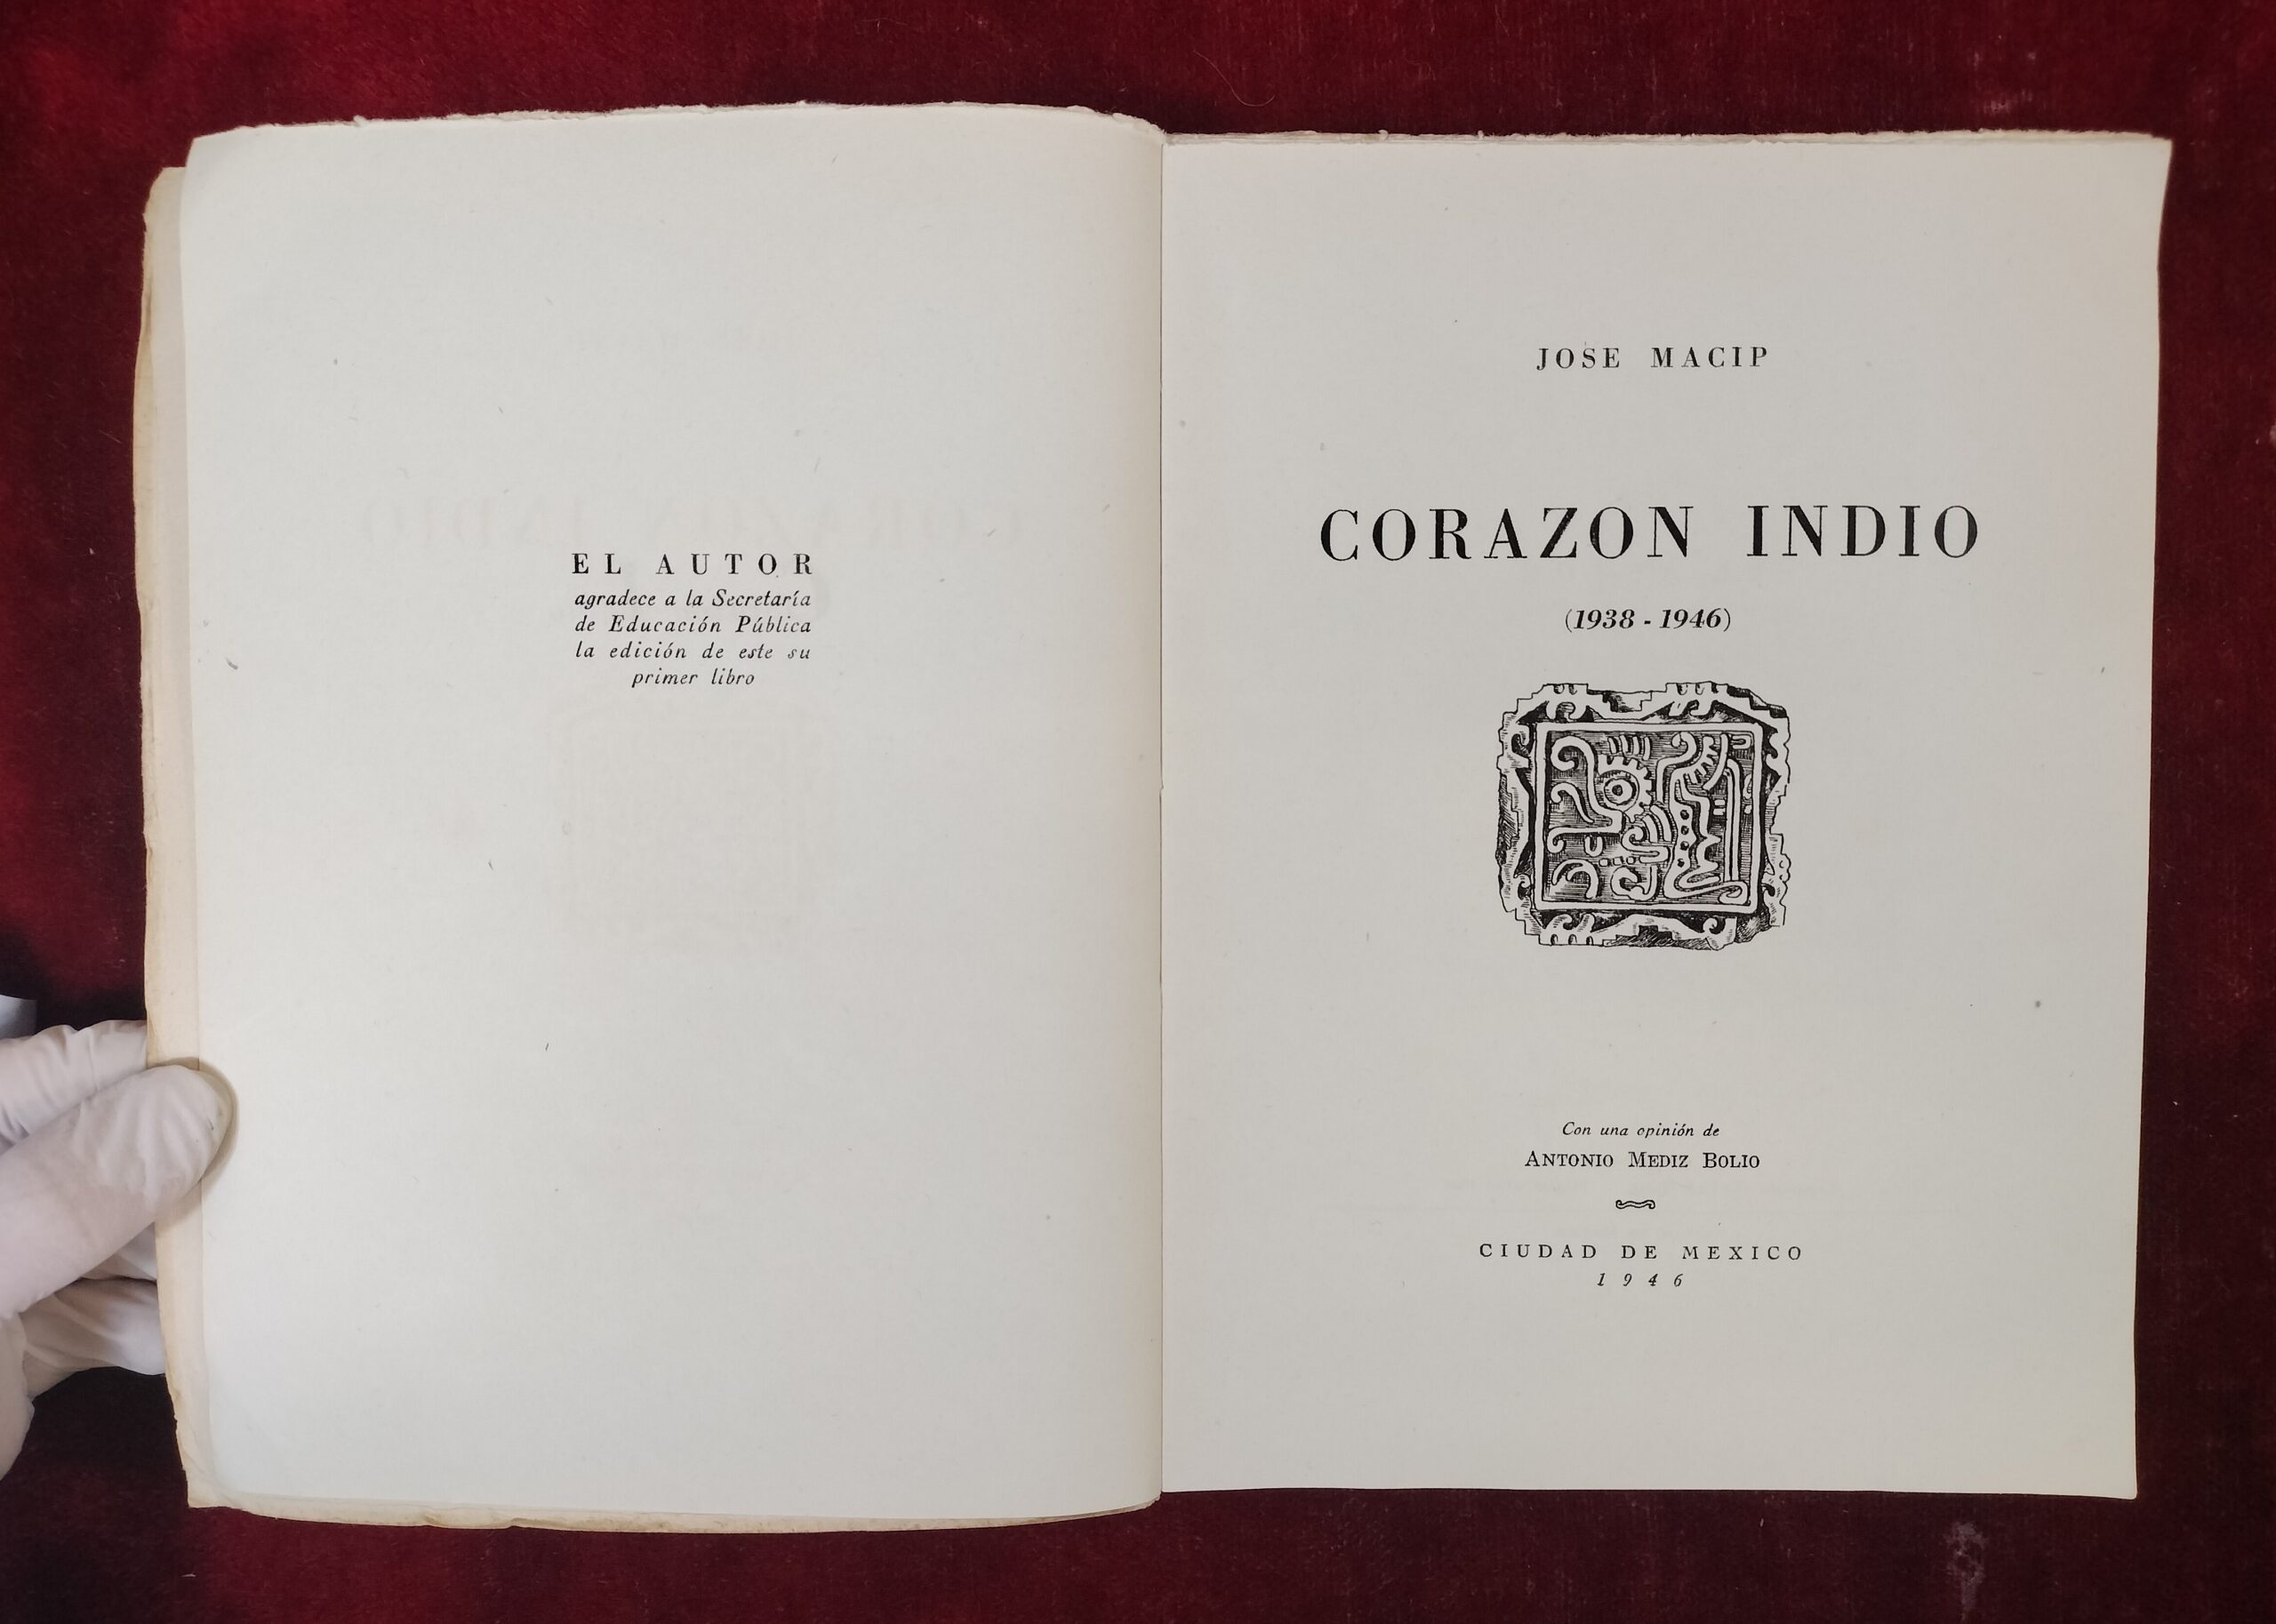 EL AUTOR
agradece a la Secretaría
de Educación Pública
la edición de este su
primer libro
JOSE MACIP
CORAZON INDIO
(1938 - 1946)
Con una opinión de
ANTONIO MEDIZ BOLIO
CIUDAD DE MEXICO
1946